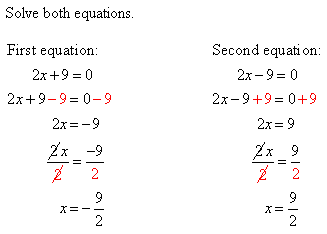 Solve both equations.
First equation: Second equation:
2x+9=0 2x−9=0
2x+9−9=0−9 2x−9+9=0+9
2x=−9 2x=9
2x/2=−9/2 2x/2=9/2
x=−9/2 x=9/2